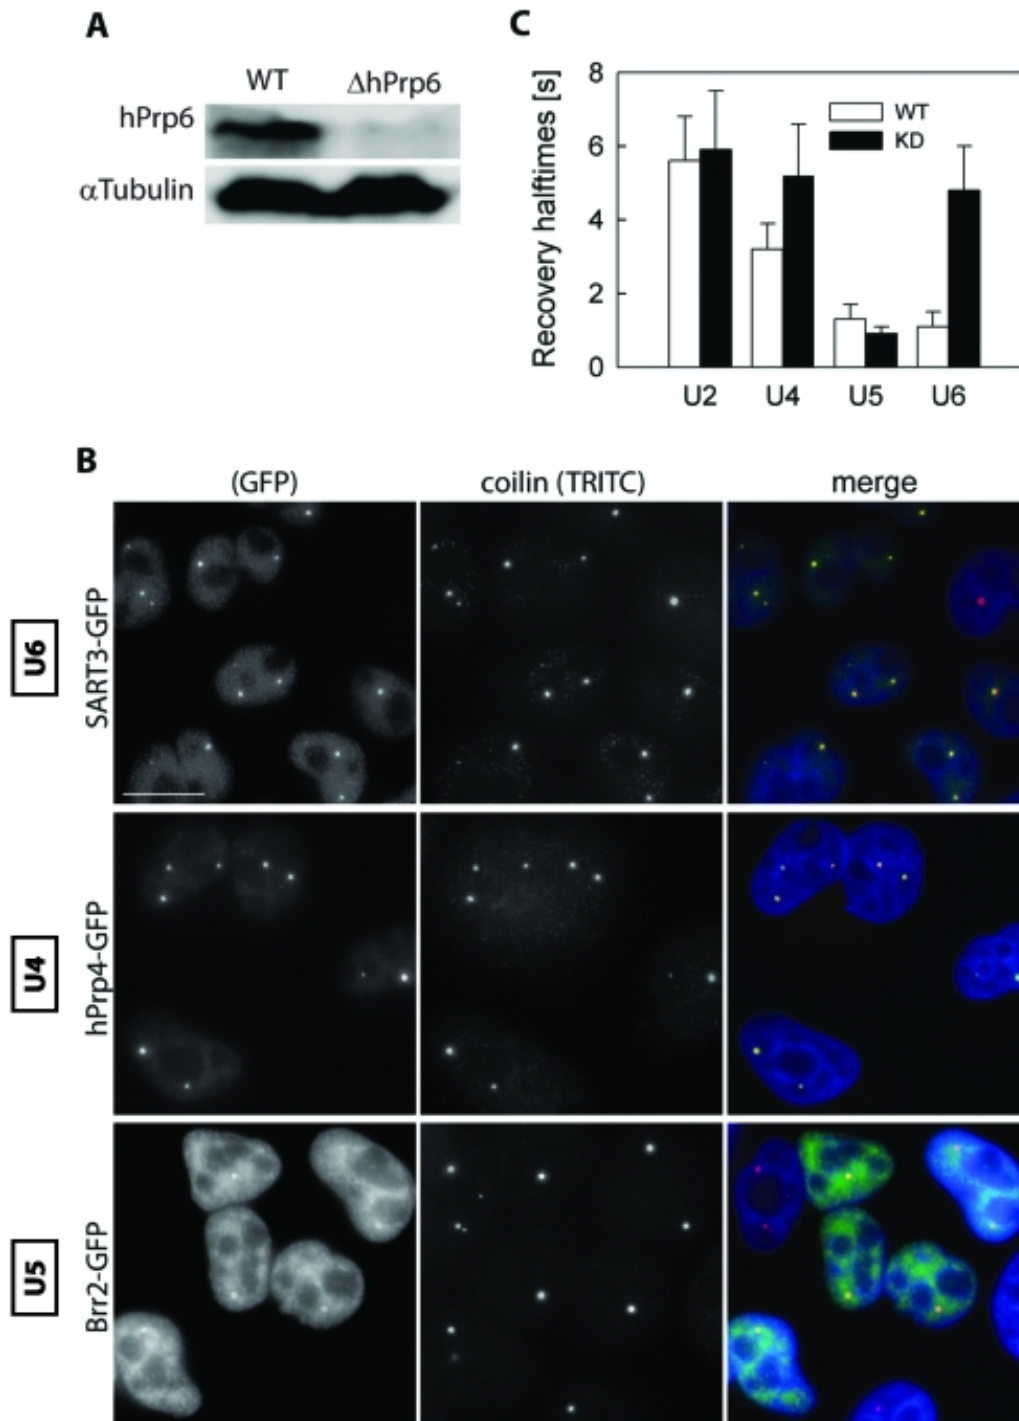 A
WT ΔhPrp6
hPrp6
αTubulin
C
Recovery halftimes [s]
8
6
4
2
0
WT
KD
U2 U4 U5 U6
B
(GFP) coilin (TRITC) merge
U6
SART3-GFP
U4
hPrp4-GFP
U5
Brr2-GFP